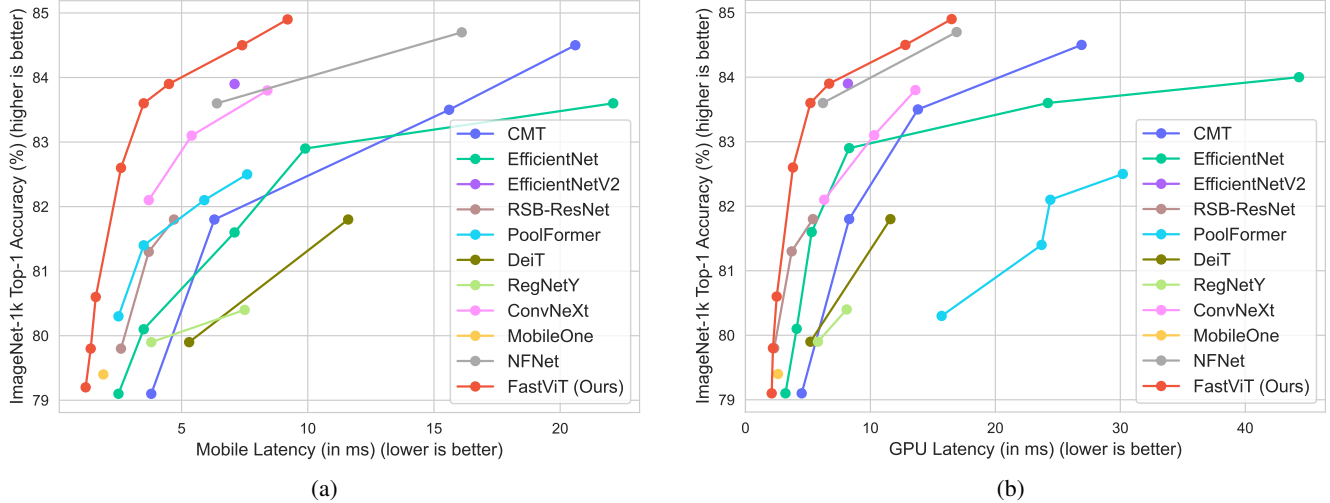 85
84
83
82
81
80
79
ImageNet-1k Top-1 Accuracy (%) (higher is better)
CMT
EfficientNet
EfficientNetV2
RSB-ResNet
PoolFormer
DeiT
RegNetY
ConvNeXt
MobileOne
NFNet
FastViT (Ours)
5 10 15 20
Mobile Latency (in ms) (lower is better)
(a)
85
84
83
82
81
80
79
ImageNet-1k Top-1 Accuracy (%) (higher is better)
CMT
EfficientNet
EfficientNetV2
RSB-ResNet
PoolFormer
DeiT
RegNetY
ConvNeXt
MobileOne
NFNet
FastViT (Ours)
0 10 20 30 40
GPU Latency (in ms) (lower is better)
(b)